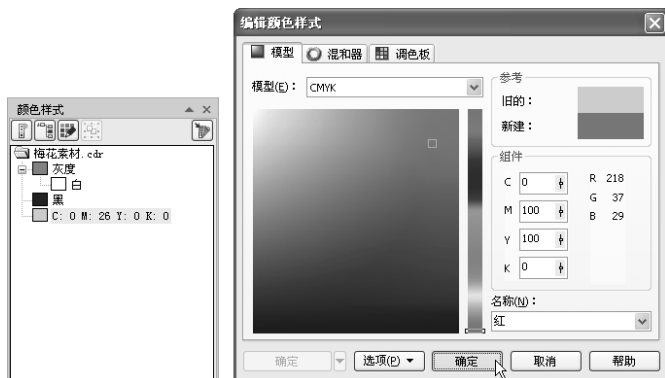 颜色样式
梅花素材.cdr
灰度
白
黑
C: 0 M: 26 Y: 0 K: 0
编辑颜色样式
模型 混和器 调色板
模型(E): CMYK
参考
旧的:
新建:
组件
C 0 R 218
M 100 G 37
Y 100 B 29
K 0
名称(N):
红
确定 选项(P) 确定 取消 帮助